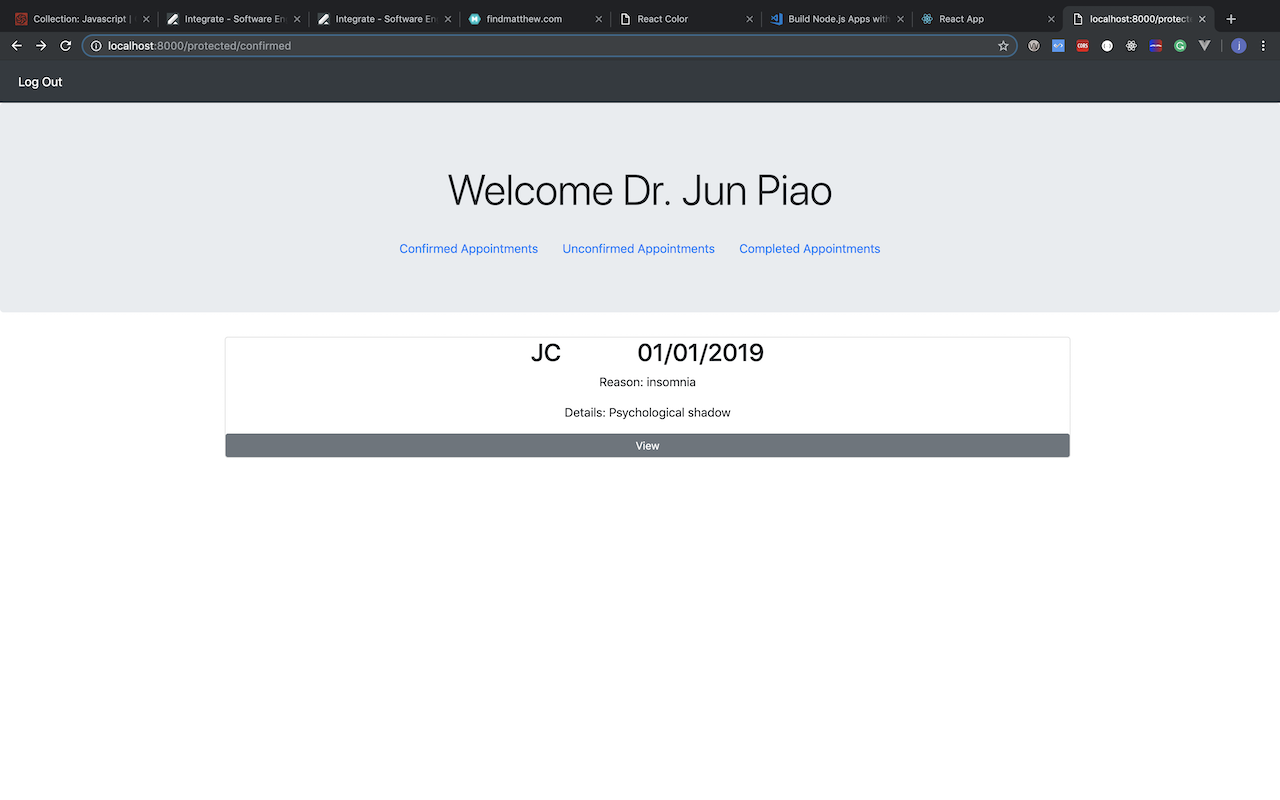 Collection: Javascript |
Integrate - Software En
Integrate - Software En
findmatthew.com
React Color
Build Node.js Apps with
React App
localhost:8000/protect
localhost:8000/protected/confirmed
CORS
G
j
Log Out
Welcome Dr. Jun Piao
Confirmed Appointments Unconfirmed Appointments Completed Appointments
JC 01/01/2019
Reason: insomnia
Details: Psychological shadow
View